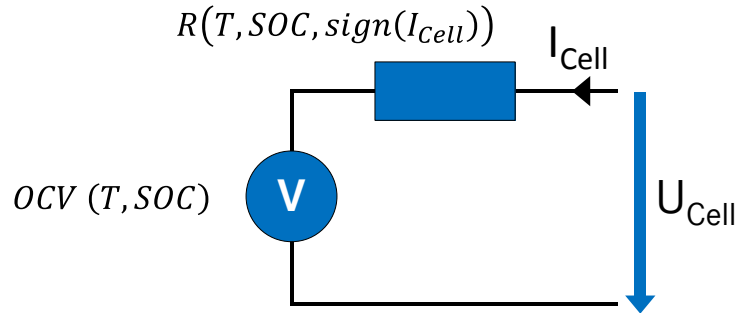 R(T, SOC, sign(I_Cell))
I_Cell
OCV (T, SOC)
V
U_Cell